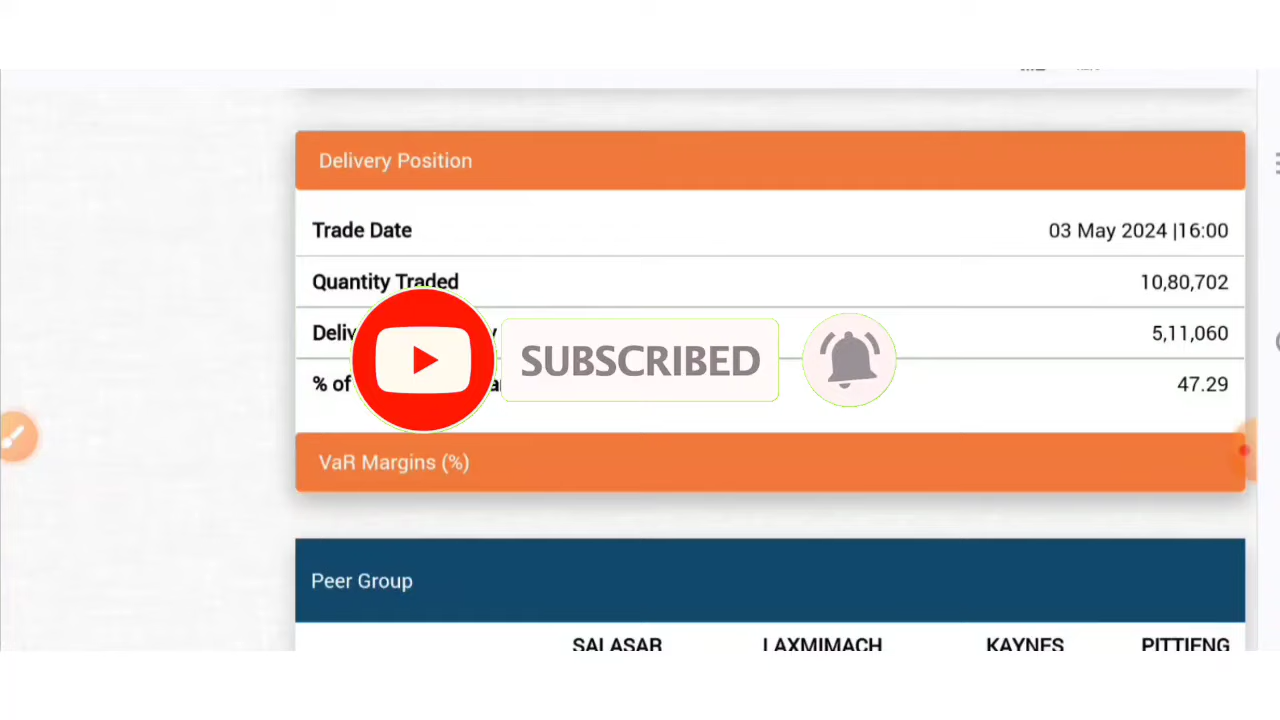 Delivery Position
Trade Date 03 May 2024 |16:00
Quantity Traded 10,80,702
5,11,060
% of 47.29
SUBSCRIBED
VaR Margins (%)
Peer Group
SALASAR LAXMIMACH KAYNES PITTIENG